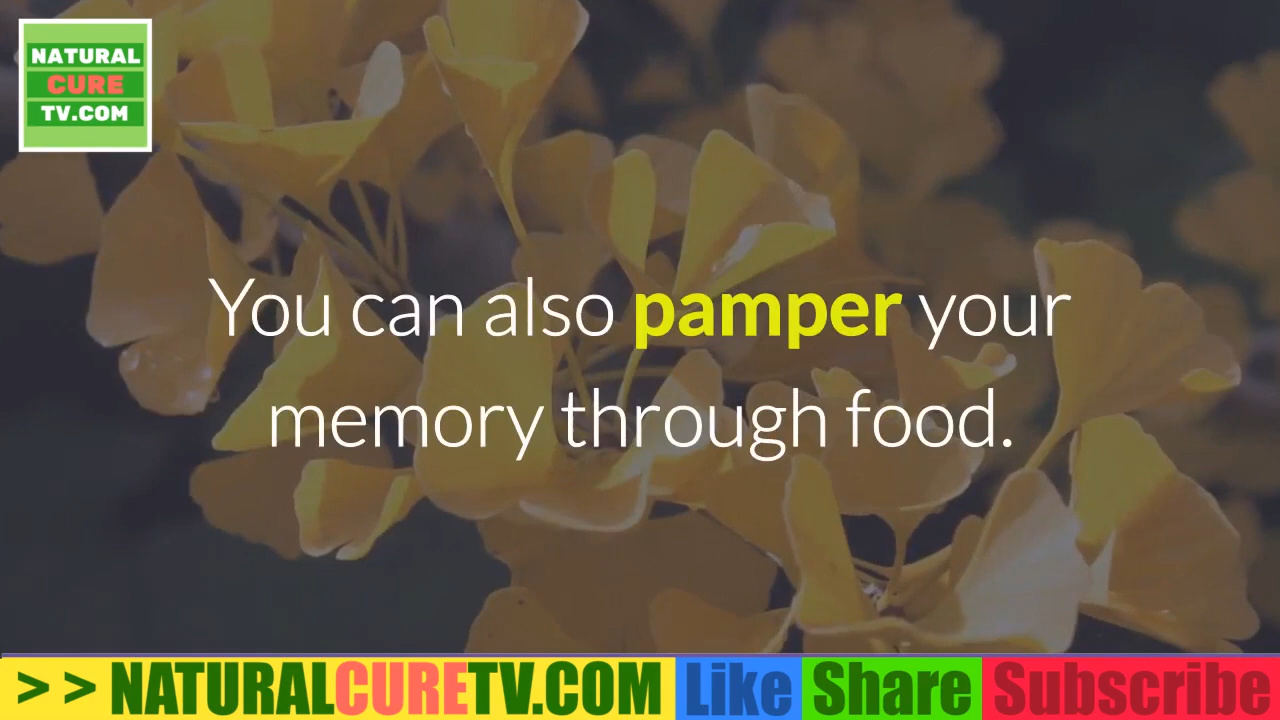 NATURAL
CURE
TV.COM
You can also pamper your
memory through food.
> > NATURALCURETV.COM Like Share Subscribe